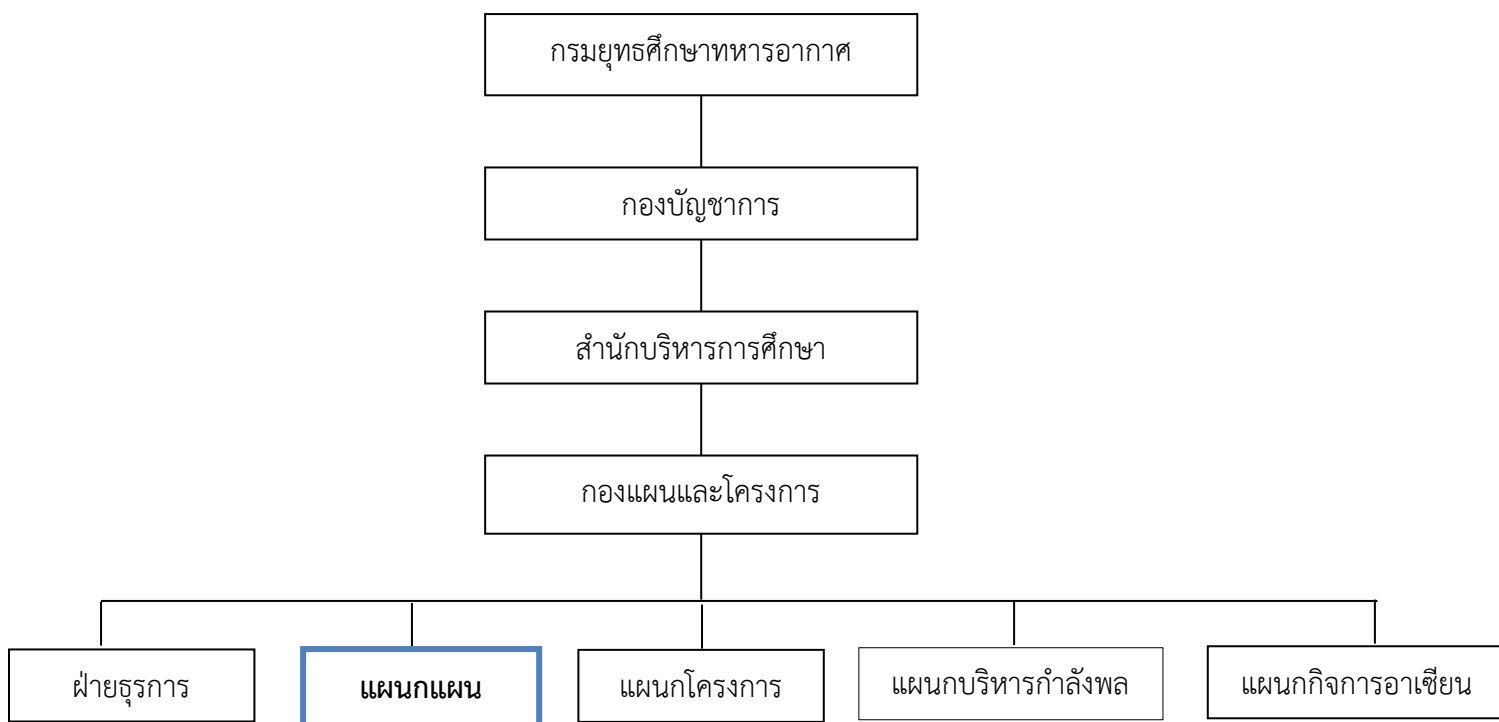 กรมยุทธศึกษาทหารอากาศ
กองบัญชาการ
สำนักบริหารการศึกษา
กองแผนและโครงการ
ฝ่ายธุรการ
แผนกแผน
แผนกโครงการ
แผนกบริหารกำลังพล
แผนกกิจการอาเซียน